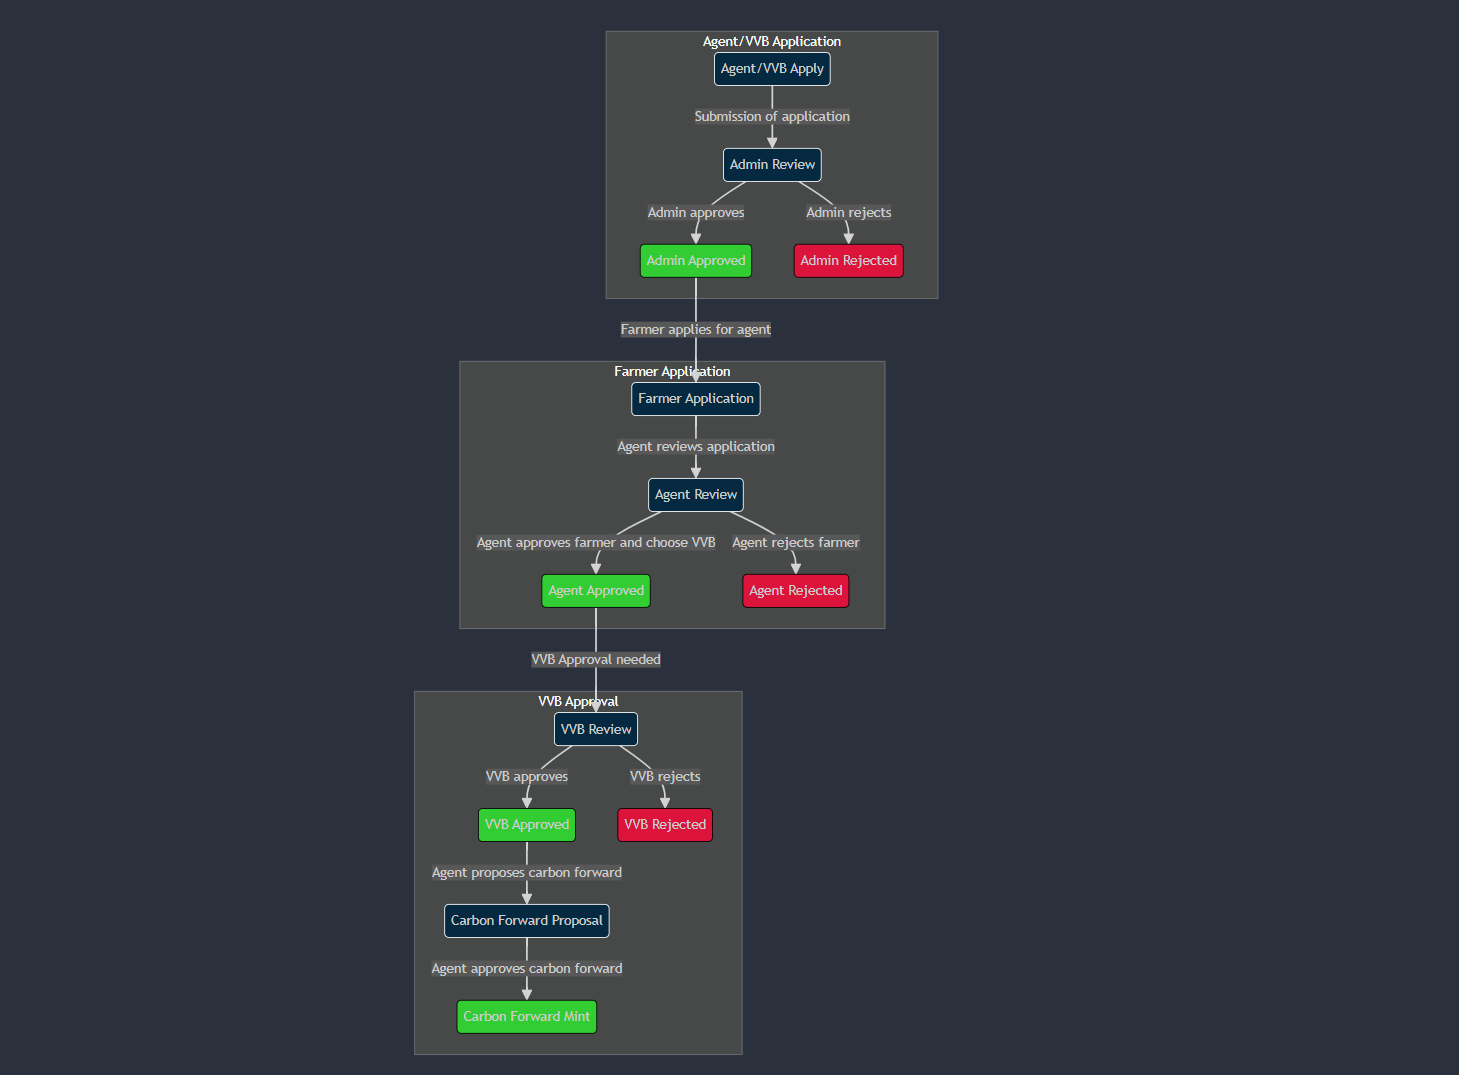 Agent/VVB Application
Agent/VVB Apply
Submission of application
Admin Review
Admin approves
Admin rejects
Admin Approved
Admin Rejected
Farmer applies for agent
Farmer Application
Farmer Application
Agent reviews application
Agent Review
Agent approves farmer and choose VVB
Agent rejects farmer
Agent Approved
Agent Rejected
VVB Approval needed
VVB Approval
VVB Review
VVB approves
VVB rejects
VVB Approved
VVB Rejected
Agent proposes carbon forward
Carbon Forward Proposal
Agent approves carbon forward
Carbon Forward Mint